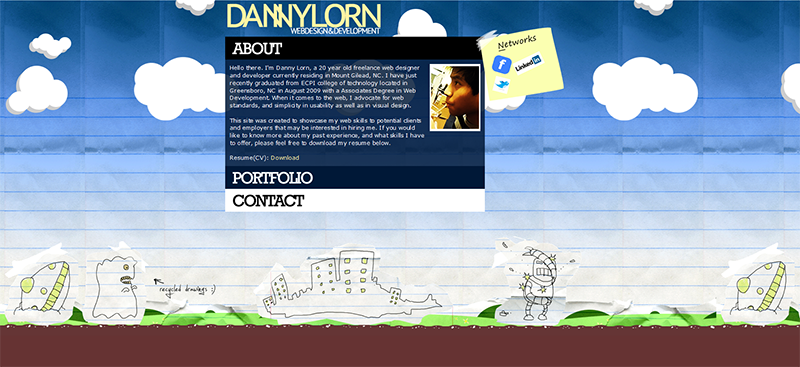 DANNYLORN
WEBDESIGN&DEVELOPMENT
ABOUT
Hello there. I'm Danny Lorn, a 20 year old freelance web designer
and developer currently residing in Mount Gilead, NC. I have just
recently graduated from ECPI college of technology located in
Greensboro, NC in August 2009 with a Associates Degree in Web
Development. When it comes to the web, I advocate for web
standards, and simplicity in usability as well as in visual design.
This site was created to showcase my web skills to potential clients
and employers that may be interested in hiring me. If you would
like to know more about my past experience, and what skills I have
to offer, please feel free to download my resume below.
Resume(CV): Download
PORTFOLIO
CONTACT
Networks
f
Linked in
recycled drawings :)